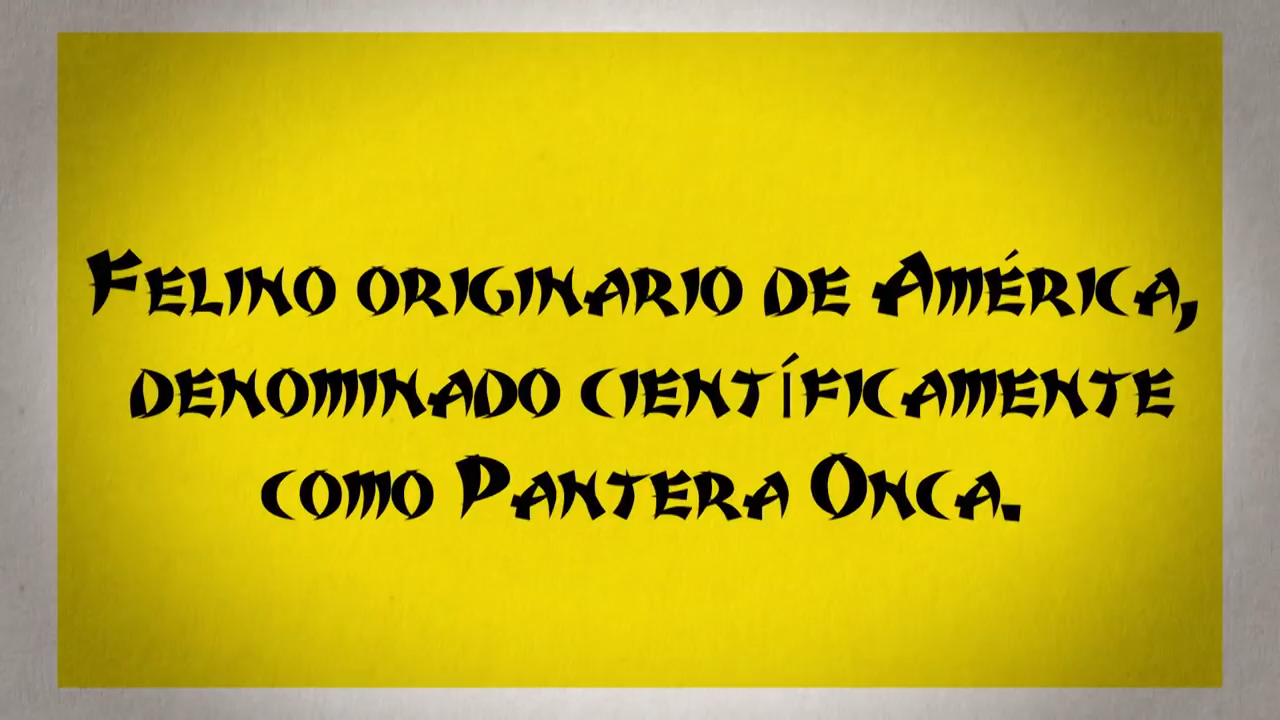 Felino originario de América,
denominado científicamente
como Pantera Onca.